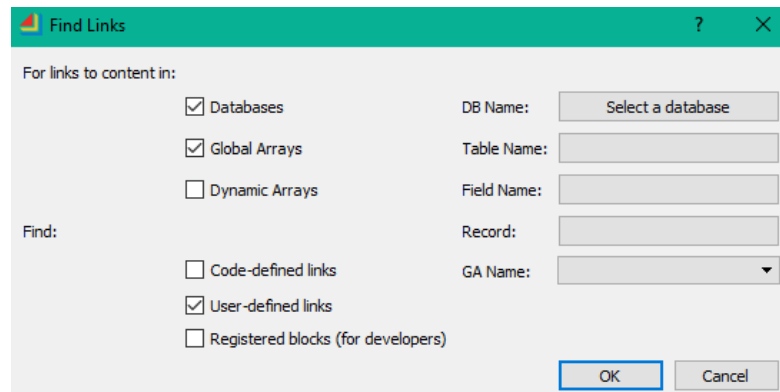 Find Links
?
For links to content in:
Databases
DB Name:
Select a database
Global Arrays
Table Name:
Dynamic Arrays
Field Name:
Find:
Record:
Code-defined links
GA Name:
User-defined links
Registered blocks (for developers)
OK
Cancel